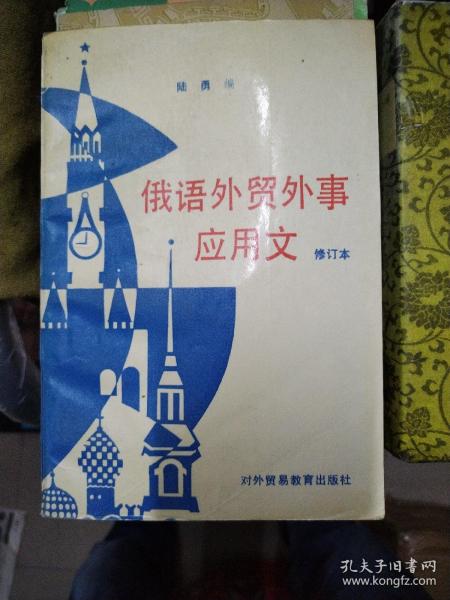 陆勇 编
俄语外贸外事
应用文 修订本
对外贸易教育出版社
孔夫子旧书网
www.kongfz.com